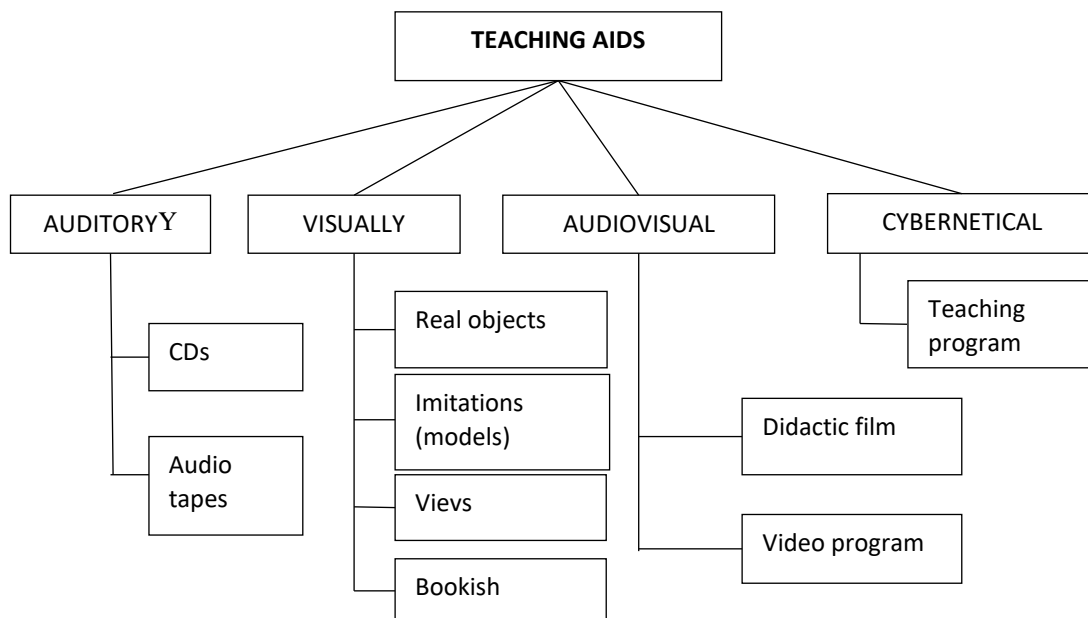 TEACHING AIDS
AUDITORYY
VISUALLY
AUDIOVISUAL
CYBERNETICAL
CDs
Audio
tapes
Real objects
Imitations
(models)
Vievs
Bookish
Didactic film
Video program
Teaching
program